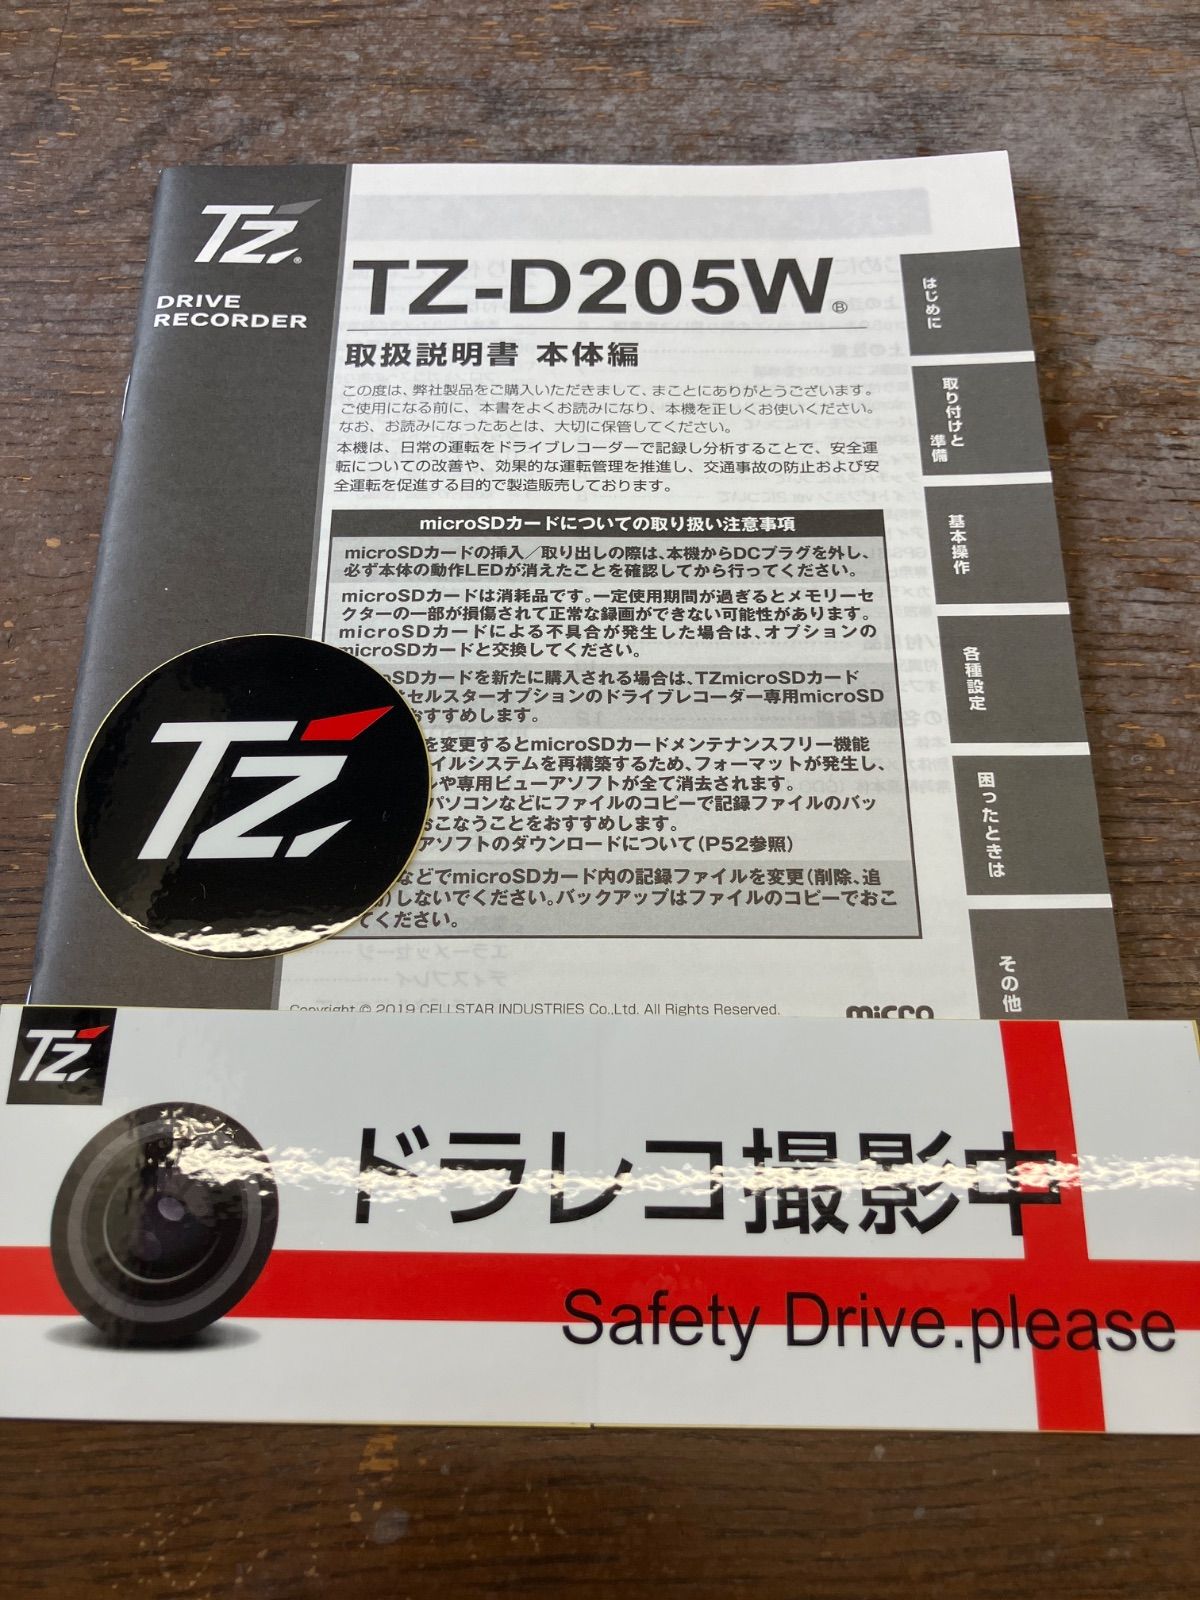 TZ®
DRIVE
RECORDER
TZ-D205W Ⓑ
取扱説明書 本体編
この度は、弊社製品をご購入いただきまして、まことにありがとうございます。
ご使用になる前に、本書をよくお読みになり、本機を正しくお使いください。
なお、お読みになったあとは、大切に保管してください。
本機は、日常の運転をドライブレコーダーで記録し分析することで、安全運
転についての改善や、効果的な運転管理を推進し、交通事故の防止および安
全運転を促進する目的で製造販売しております。
microSDカードについての取り扱い注意事項
microSDカードの挿入／取り出しの際は、本機からDCプラグを外し、
必ず本体の動作LEDが消えたことを確認してから行ってください。
microSDカードは消耗品です。一定使用期間が過ぎるとメモリーセ
クターの一部が損傷されて正常な録画ができない可能性があります。
microSDカードによる不具合が発生した場合は、オプションの
microSDカードと交換してください。
SDカードを新たに購入される場合は、TZmicroSDカード
セルスターオプションのドライブレコーダー専用microSD
おすすめします。
を変更するとmicroSDカードメンテナンスフリー機能
イルシステムを再構築するため、フォーマットが発生し、
ルや専用ビューアソフトが全て消去されます。
パソコンなどにファイルのコピーで記録ファイルのバッ
おこなうことをおすすめします。
アソフトのダウンロードについて(P52参照)
などでmicroSDカード内の記録ファイルを変更(削除、追
)しないでください。バックアップはファイルのコピーでおこ
てください。
Copyright © 2019 CELLSTAR INDUSTRIES Co.,Ltd. All Rights Reserved.
micro
はじめに
取り付けと
準備
基本操作
各種設定
困ったときは
その他
TZ
TZ
ドラレコ撮影中
Safety Drive.please